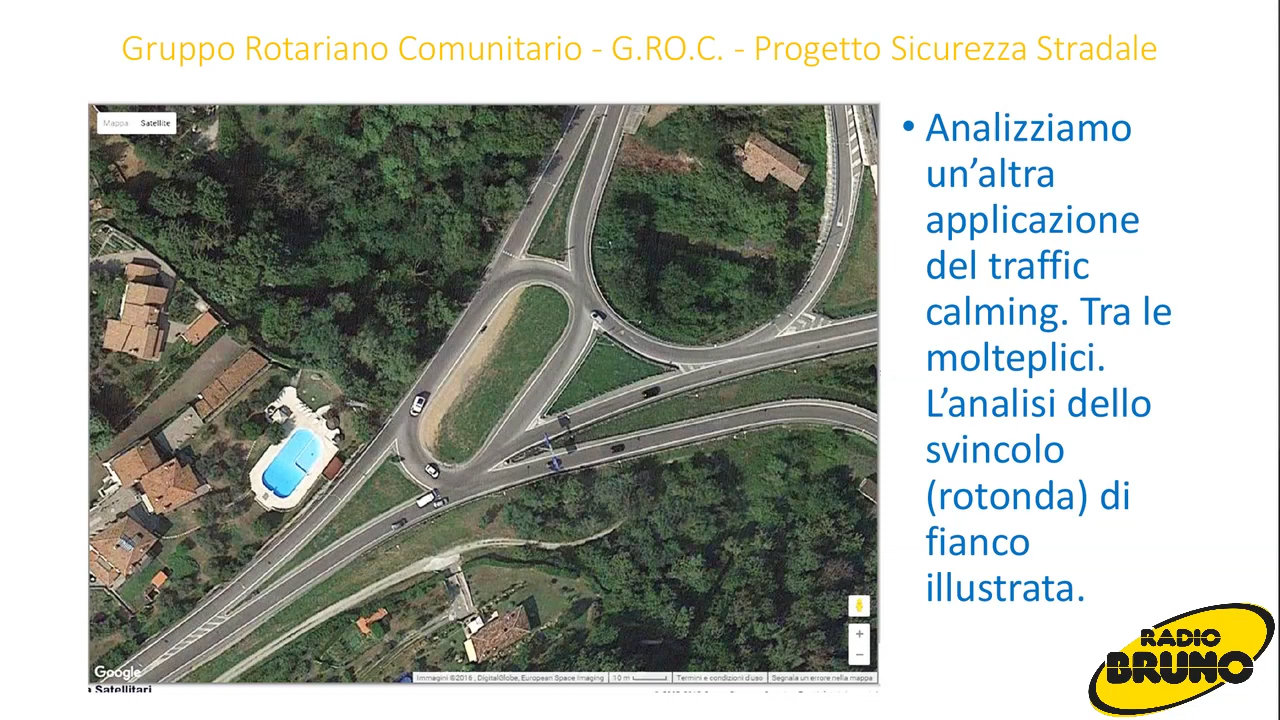 Gruppo Rotariano Comunitario - G.RO.C. - Progetto Sicurezza Stradale
Mappa Satellite
• Analizziamo
un’altra
applicazione
del traffic
calming. Tra le
molteplici.
L’analisi dello
svincolo
(rotonda) di
fianco
illustrata.
Google
Immagini ©2016 , DigitalGlobe, European Space Imaging 10 m Termini e condizioni d'uso Segnala un errore nella mappa
a Satellitari
RADIO
BRUNO